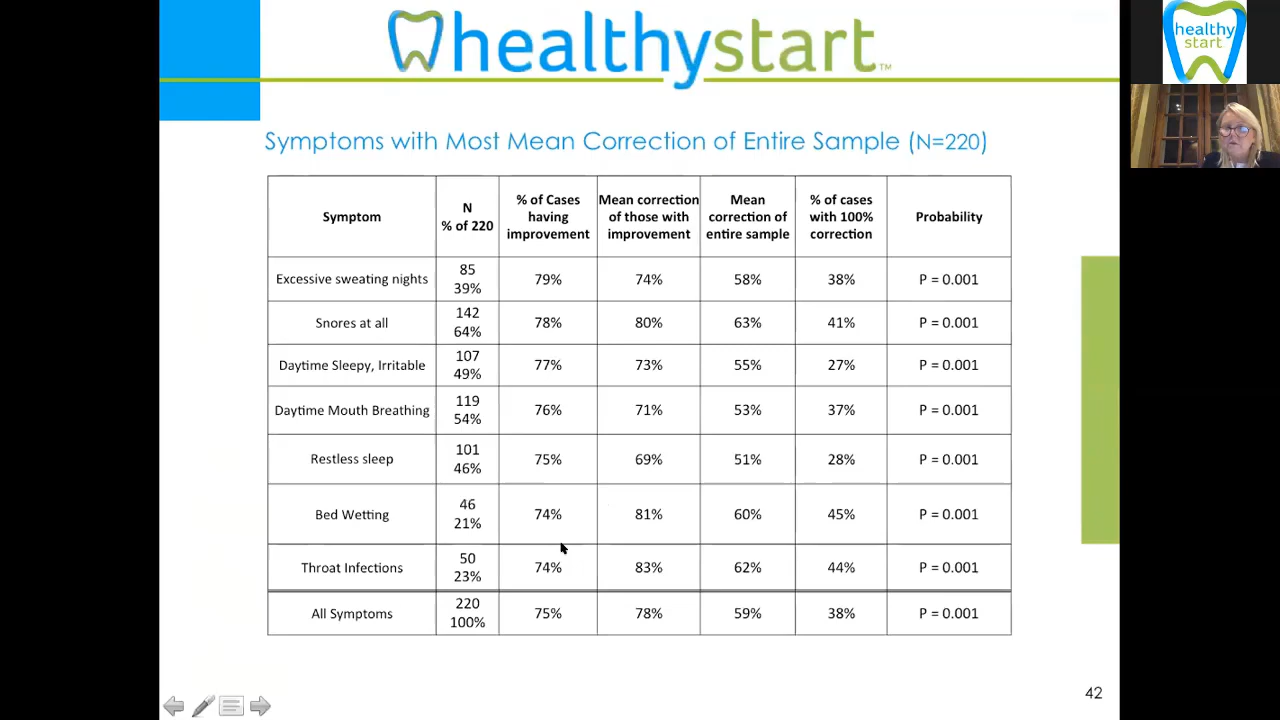 healthystart™
healthy
start
Symptoms with Most Mean Correction of Entire Sample (N=220)
Symptom
N
% of 220
% of Cases
having
improvement
Mean correction
of those with
improvement
Mean
correction of
entire sample
% of cases
with 100%
correction
Probability
Excessive sweating nights
85
39%
79%
74%
58%
38%
P = 0.001
Snores at all
142
64%
78%
80%
63%
41%
P = 0.001
Daytime Sleepy, Irritable
107
49%
77%
73%
55%
27%
P = 0.001
Daytime Mouth Breathing
119
54%
76%
71%
53%
37%
P = 0.001
Restless sleep
101
46%
75%
69%
51%
28%
P = 0.001
Bed Wetting
46
21%
74%
81%
60%
45%
P = 0.001
Throat Infections
50
23%
74%
83%
62%
44%
P = 0.001
All Symptoms
220
100%
75%
78%
59%
38%
P = 0.001
42